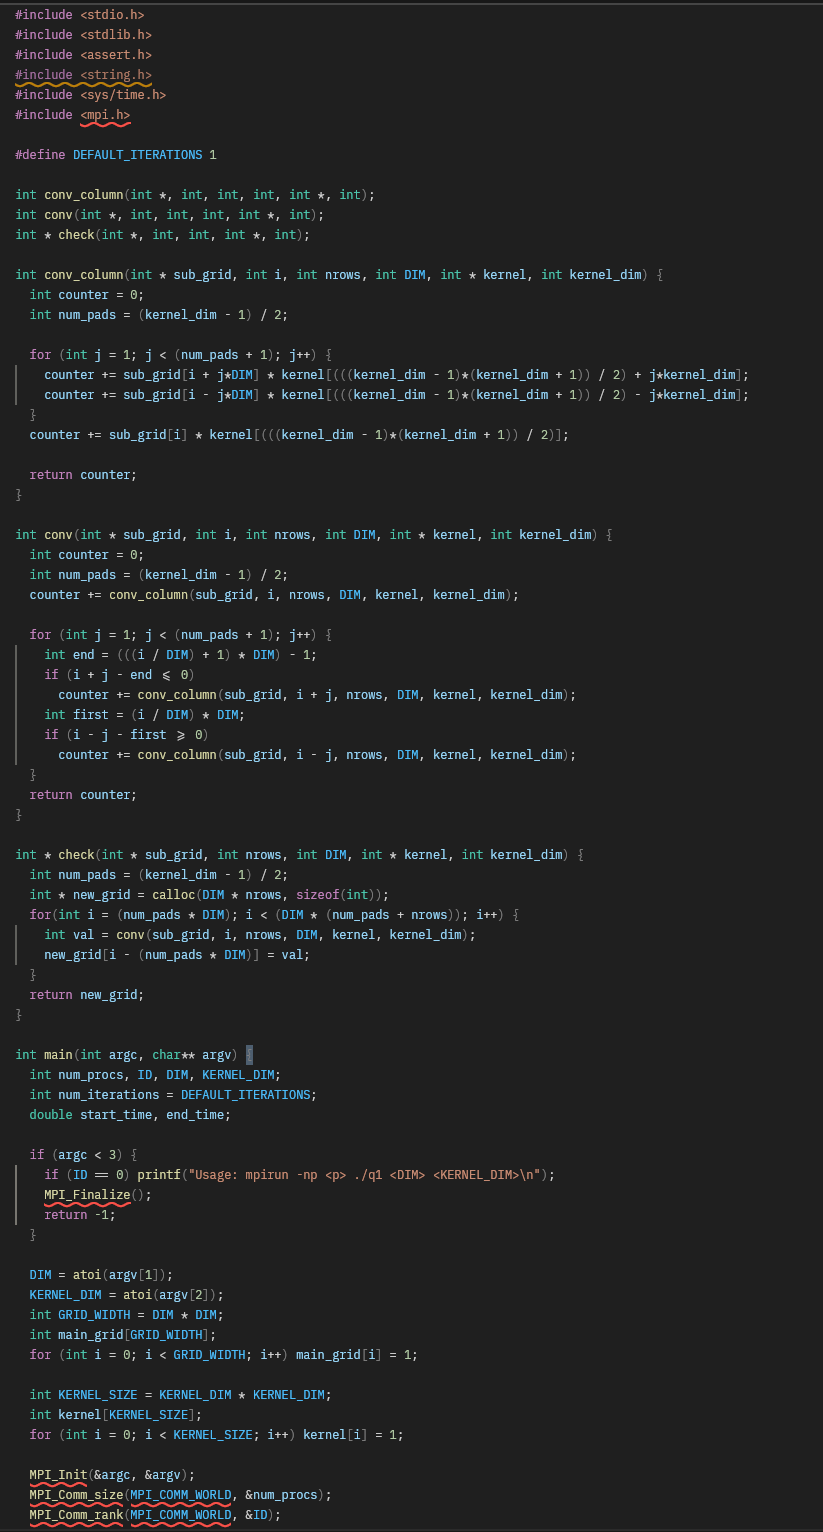 #include <stdio.h>
#include <stdlib.h>
#include <assert.h>
#include <string.h>
#include <sys/time.h>
#include <mpi.h>

#define DEFAULT_ITERATIONS 1

int conv_column(int *, int, int, int, int *, int);
int conv(int *, int, int, int, int *, int);
int * check(int *, int, int, int *, int);

int conv_column(int * sub_grid, int i, int nrows, int DIM, int * kernel, int kernel_dim) {
  int counter = 0;
  int num_pads = (kernel_dim - 1) / 2;

  for (int j = 1; j < (num_pads + 1); j++) {
    counter += sub_grid[i + j*DIM] * kernel[(((kernel_dim - 1)*(kernel_dim + 1)) / 2) + j*kernel_dim];
    counter += sub_grid[i - j*DIM] * kernel[(((kernel_dim - 1)*(kernel_dim + 1)) / 2) - j*kernel_dim];
  }
  counter += sub_grid[i] * kernel[(((kernel_dim - 1)*(kernel_dim + 1)) / 2)];

  return counter;
}

int conv(int * sub_grid, int i, int nrows, int DIM, int * kernel, int kernel_dim) {
  int counter = 0;
  int num_pads = (kernel_dim - 1) / 2;
  counter += conv_column(sub_grid, i, nrows, DIM, kernel, kernel_dim);

  for (int j = 1; j < (num_pads + 1); j++) {
    int end = (((i / DIM) + 1) * DIM) - 1;
    if (i + j - end ⩽ 0)
      counter += conv_column(sub_grid, i + j, nrows, DIM, kernel, kernel_dim);
    int first = (i / DIM) * DIM;
    if (i - j - first ⩾ 0)
      counter += conv_column(sub_grid, i - j, nrows, DIM, kernel, kernel_dim);
  }
  return counter;
}

int * check(int * sub_grid, int nrows, int DIM, int * kernel, int kernel_dim) {
  int num_pads = (kernel_dim - 1) / 2;
  int * new_grid = calloc(DIM * nrows, sizeof(int));
  for(int i = (num_pads * DIM); i < (DIM * (num_pads + nrows)); i++) {
    int val = conv(sub_grid, i, nrows, DIM, kernel, kernel_dim);
    new_grid[i - (num_pads * DIM)] = val;
  }
  return new_grid;
}

int main(int argc, char** argv) {
  int num_procs, ID, DIM, KERNEL_DIM;
  int num_iterations = DEFAULT_ITERATIONS;
  double start_time, end_time;

  if (argc < 3) {
    if (ID == 0) printf("Usage: mpirun -np <p> ./q1 <DIM> <KERNEL_DIM>\n");
    MPI_Finalize();
    return -1;
  }

  DIM = atoi(argv[1]);
  KERNEL_DIM = atoi(argv[2]);
  int GRID_WIDTH = DIM * DIM;
  int main_grid[GRID_WIDTH];
  for (int i = 0; i < GRID_WIDTH; i++) main_grid[i] = 1;

  int KERNEL_SIZE = KERNEL_DIM * KERNEL_DIM;
  int kernel[KERNEL_SIZE];
  for (int i = 0; i < KERNEL_SIZE; i++) kernel[i] = 1;

  MPI_Init(&argc, &argv);
  MPI_Comm_size(MPI_COMM_WORLD, &num_procs);
  MPI_Comm_rank(MPI_COMM_WORLD, &ID);